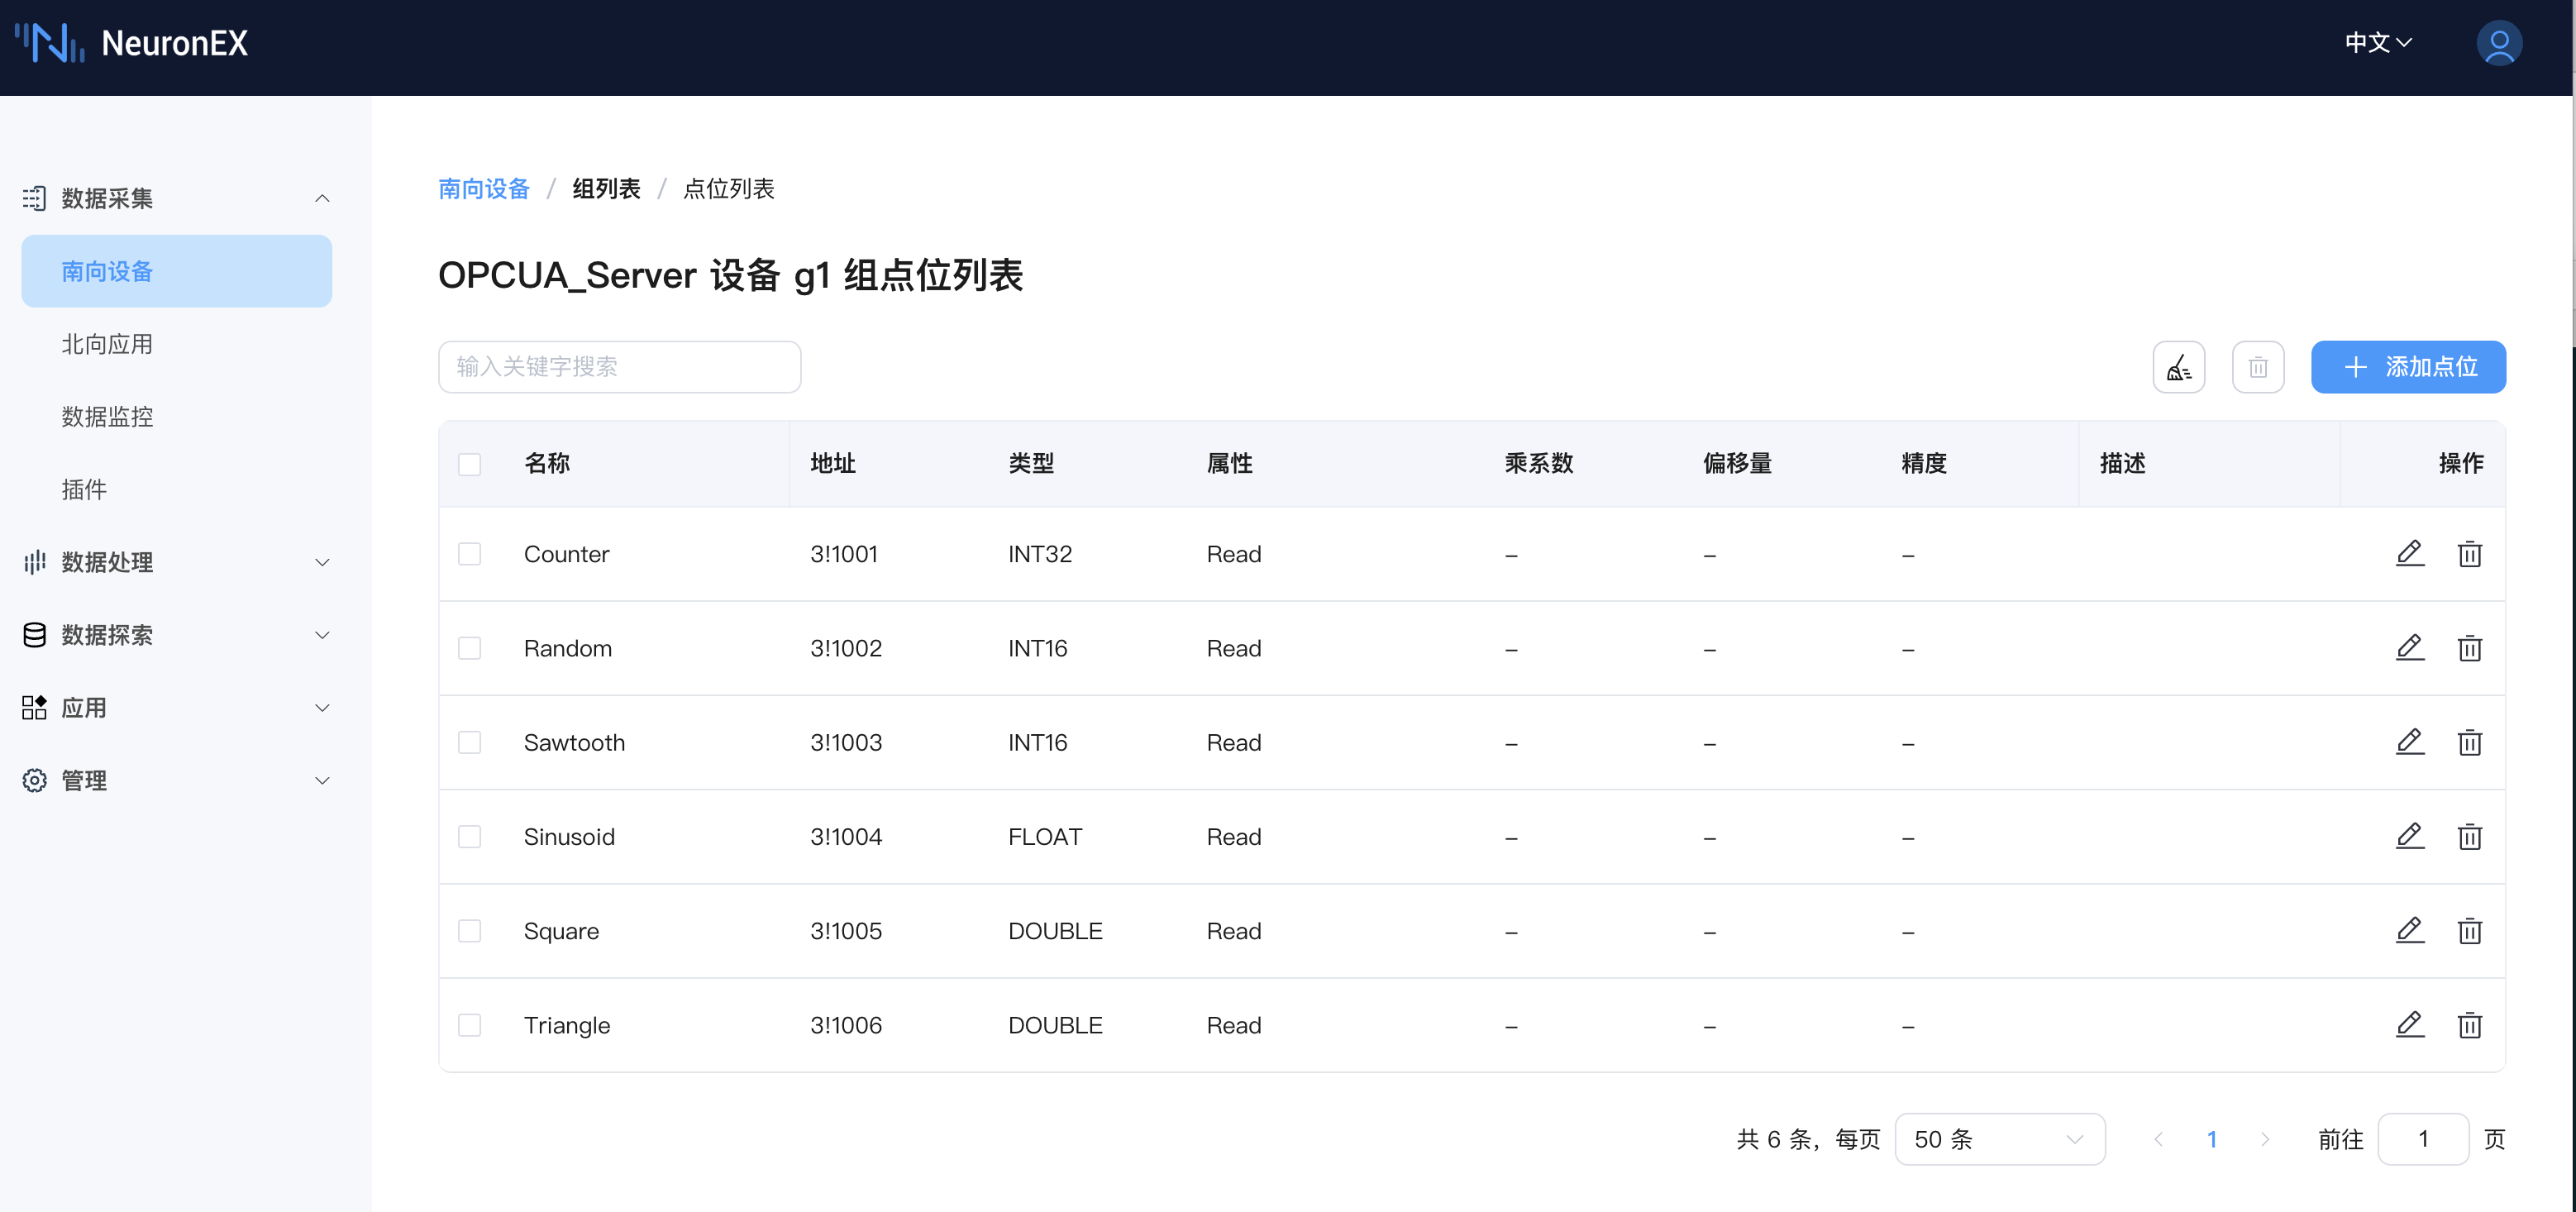 NeuronEX
中文
数据采集
南向设备
北向应用
数据监控
插件
数据处理
数据探索
应用
管理
南向设备 / 组列表 / 点位列表
OPCUA_Server 设备 g1 组点位列表
输入关键字搜索
添加点位
名称 地址 类型 属性 乘系数 偏移量 精度 描述 操作
Counter 3!1001 INT32 Read – – –
Random 3!1002 INT16 Read – – –
Sawtooth 3!1003 INT16 Read – – –
Sinusoid 3!1004 FLOAT Read – – –
Square 3!1005 DOUBLE Read – – –
Triangle 3!1006 DOUBLE Read – – –
共 6 条，每页 50 条 1 前往 1 页